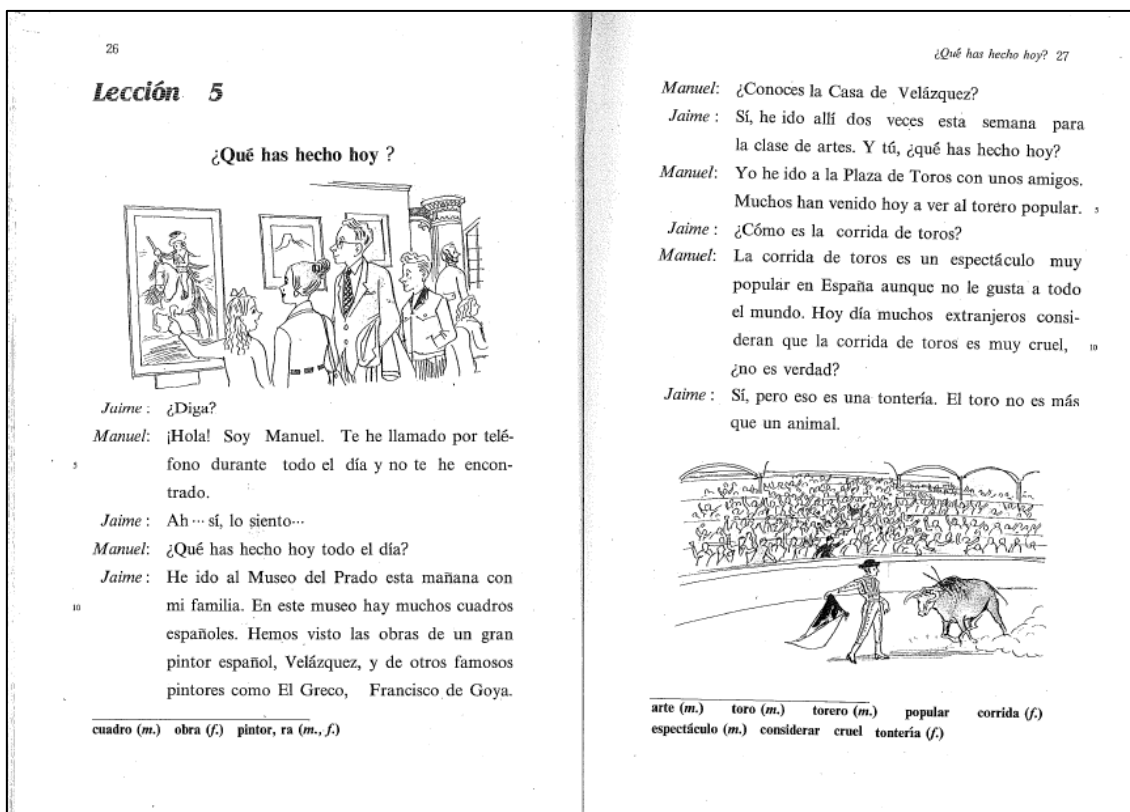 26
Lección 5
¿Qué has hecho hoy ?
Jaime : ¿Diga?
Manuel: ¡Hola! Soy Manuel. Te he llamado por telé-
5 fono durante todo el día y no te he encon-
trado.
Jaime : Ah ··· sí, lo siento···
Manuel: ¿Qué has hecho hoy todo el día?
Jaime : He ido al Museo del Prado esta mañana con
10 mi familia. En este museo hay muchos cuadros
españoles. Hemos visto las obras de un gran
pintor español, Velázquez, y de otros famosos
pintores como El Greco, Francisco de Goya.
cuadro (m.) obra (f.) pintor, ra (m., f.)
¿Qué has hecho hoy? 27
Manuel: ¿Conoces la Casa de Velázquez?
Jaime : Sí, he ido allí dos veces esta semana para
la clase de artes. Y tú, ¿qué has hecho hoy?
Manuel: Yo he ido a la Plaza de Toros con unos amigos.
Muchos han venido hoy a ver al torero popular. 5
Jaime : ¿Cómo es la corrida de toros?
Manuel: La corrida de toros es un espectáculo muy
popular en España aunque no le gusta a todo
el mundo. Hoy día muchos extranjeros consi-
deran que la corrida de toros es muy cruel, 10
¿no es verdad?
Jaime : Sí, pero eso es una tontería. El toro no es más
que un animal.
arte (m.) toro (m.) torero (m.) popular corrida (f.)
espectáculo (m.) considerar cruel tontería (f.)